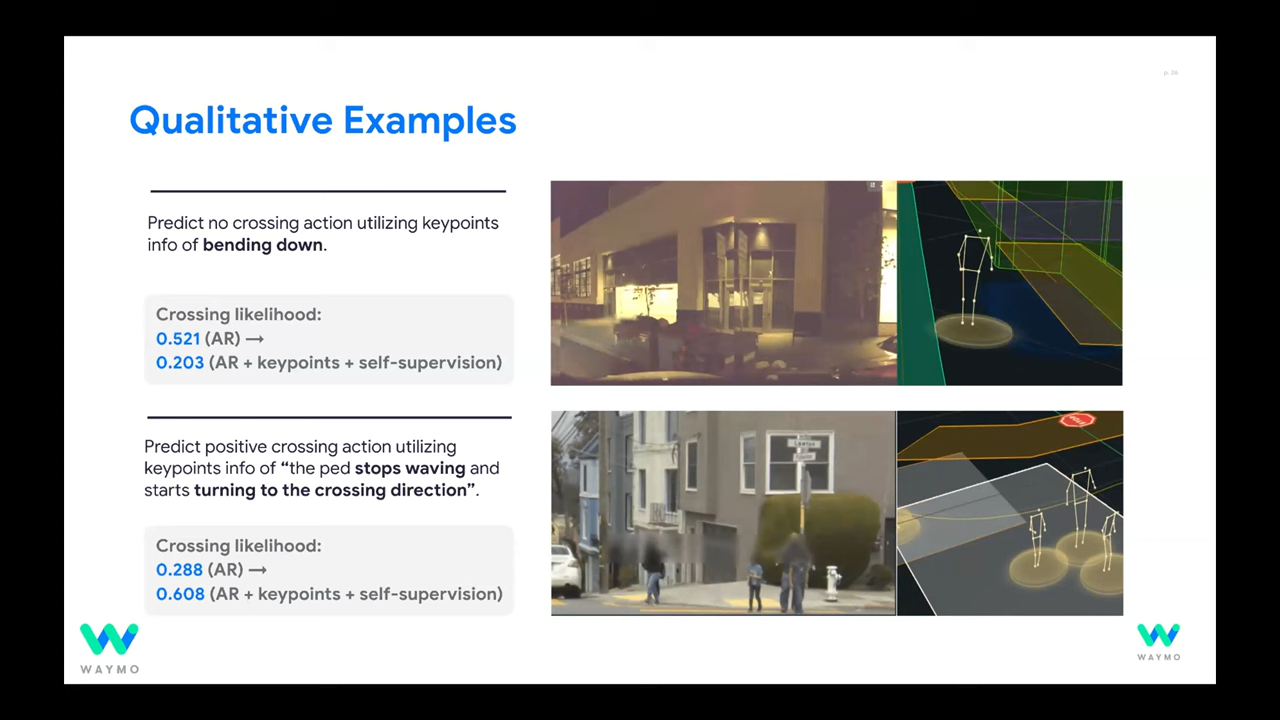 p. 36
Qualitative Examples
Predict no crossing action utilizing keypoints
info of bending down.
Crossing likelihood:
0.521 (AR) →
0.203 (AR + keypoints + self-supervision)
Predict positive crossing action utilizing
keypoints info of “the ped stops waving and
starts turning to the crossing direction”.
Crossing likelihood:
0.288 (AR) →
0.608 (AR + keypoints + self-supervision)
WAYMO
WAYMO